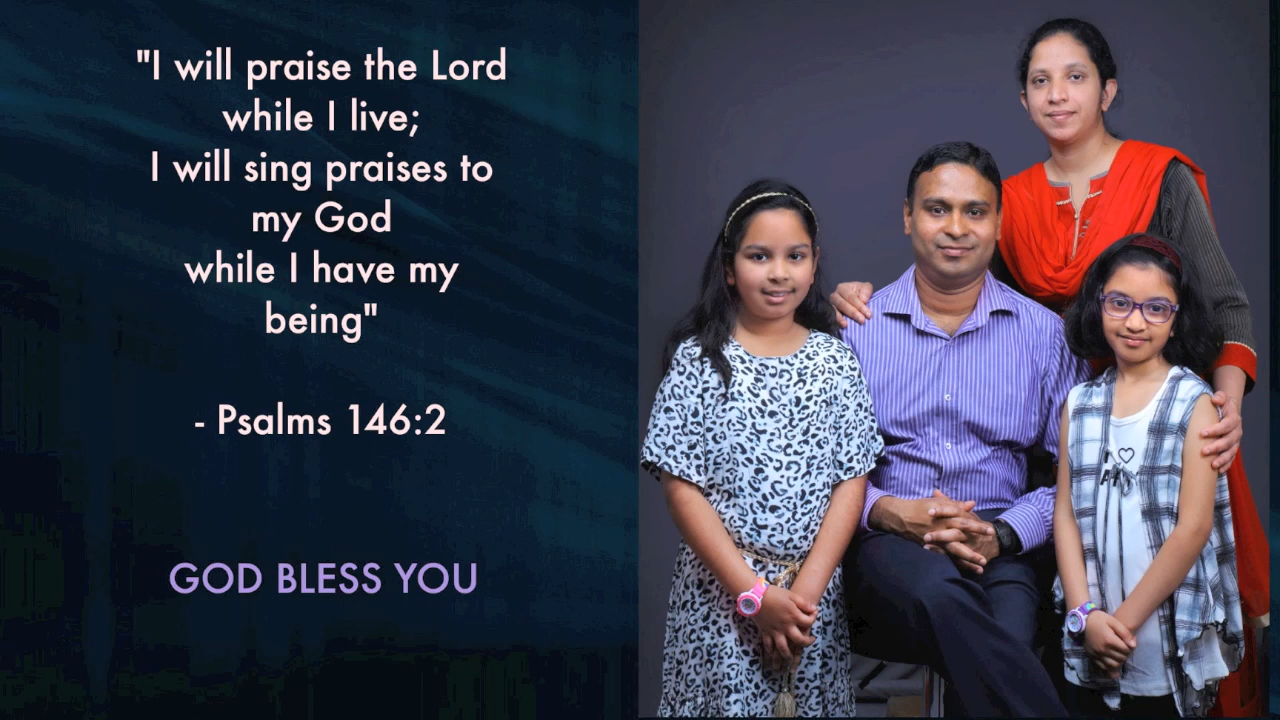 "I will praise the Lord
while I live;
I will sing praises to
my God
while I have my
being"
- Psalms 146:2
GOD BLESS YOU